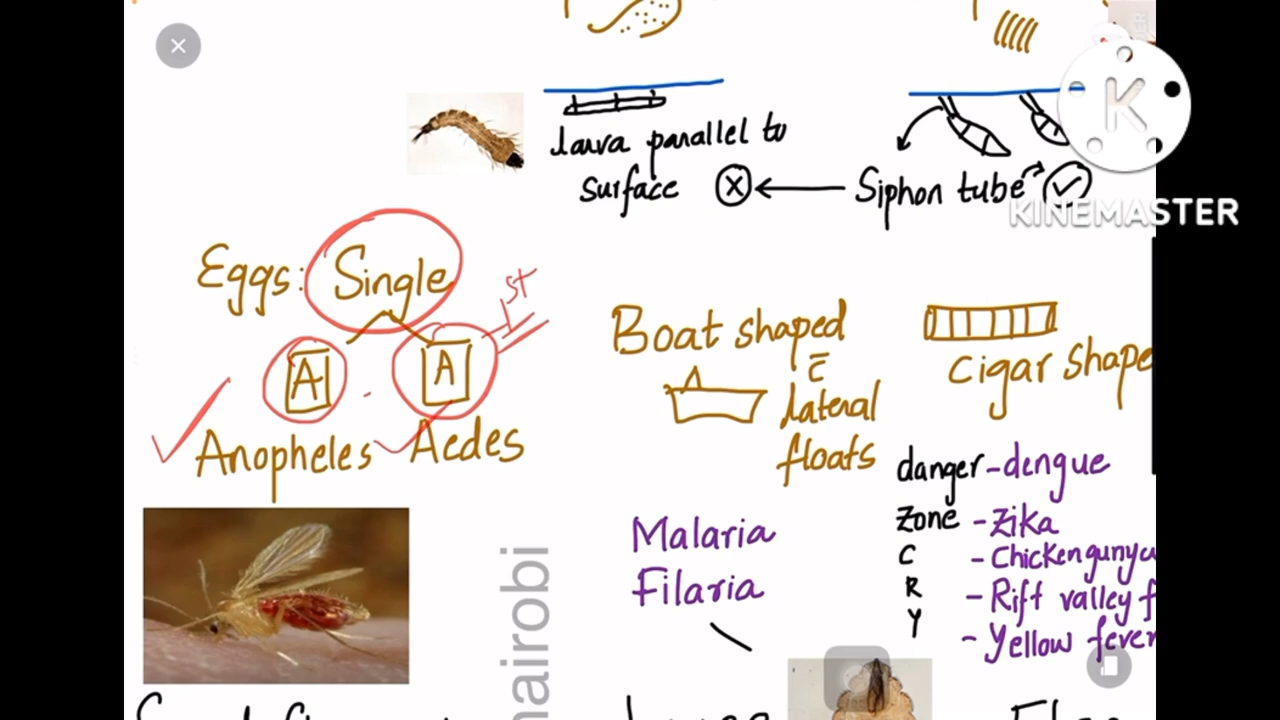 K
KINEMASTER
larva parallel to
surface
Siphon tube
Eggs: Single
1st
A
A
Anopheles
Aedes
Boat shaped
c̄
lateral
floats
Cigar shape
Malaria
Filaria
danger - dengue
Zone - Zika
C - Chickengunya
R - Rift valley f
Y - Yellow fever
nairobi